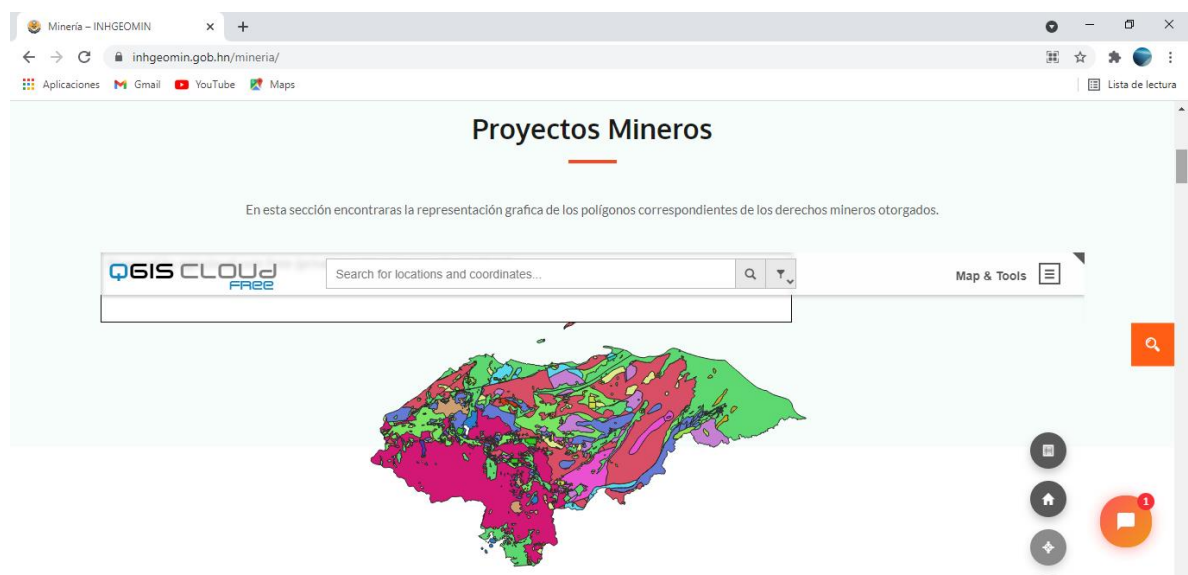 Minería – INHGEOMIN
inhgeomin.gob.hn/mineria/
Aplicaciones Gmail YouTube Maps Lista de lectura
Proyectos Mineros
En esta sección encontraras la representación grafica de los polígonos correspondientes de los derechos mineros otorgados.
QGIS CLOUD
FREE
Search for locations and coordinates...
Map & Tools
1